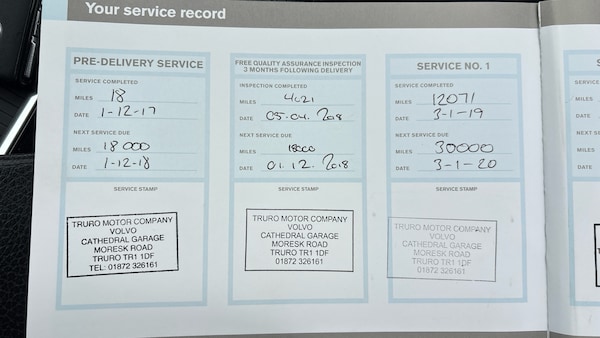 Your service record
PRE-DELIVERY SERVICE
SERVICE COMPLETED
MILES 18
DATE 1-12-17
NEXT SERVICE DUE
MILES 18000
DATE 1-12-18
SERVICE STAMP
TRURO MOTOR COMPANY
VOLVO
CATHEDRAL GARAGE
MORESK ROAD
TRURO TR1 1DF
TEL: 01872 326161
FREE QUALITY ASSURANCE INSPECTION
3 MONTHS FOLLOWING DELIVERY
INSPECTION COMPLETED
MILES 4021
DATE 05.04.2018
NEXT SERVICE DUE
MILES 18000
DATE 01.12.2018
SERVICE STAMP
TRURO MOTOR COMPANY
VOLVO
CATHEDRAL GARAGE
MORESK ROAD
TRURO TR1 1DF
01872 326161
SERVICE NO. 1
SERVICE COMPLETED
MILES 12071
DATE 3-1-19
NEXT SERVICE DUE
MILES 30000
DATE 3-1-20
SERVICE STAMP
TRURO MOTOR COMPANY
VOLVO
CATHEDRAL GARAGE
MORESK ROAD
TRURO TR1 1DF
01872 326161